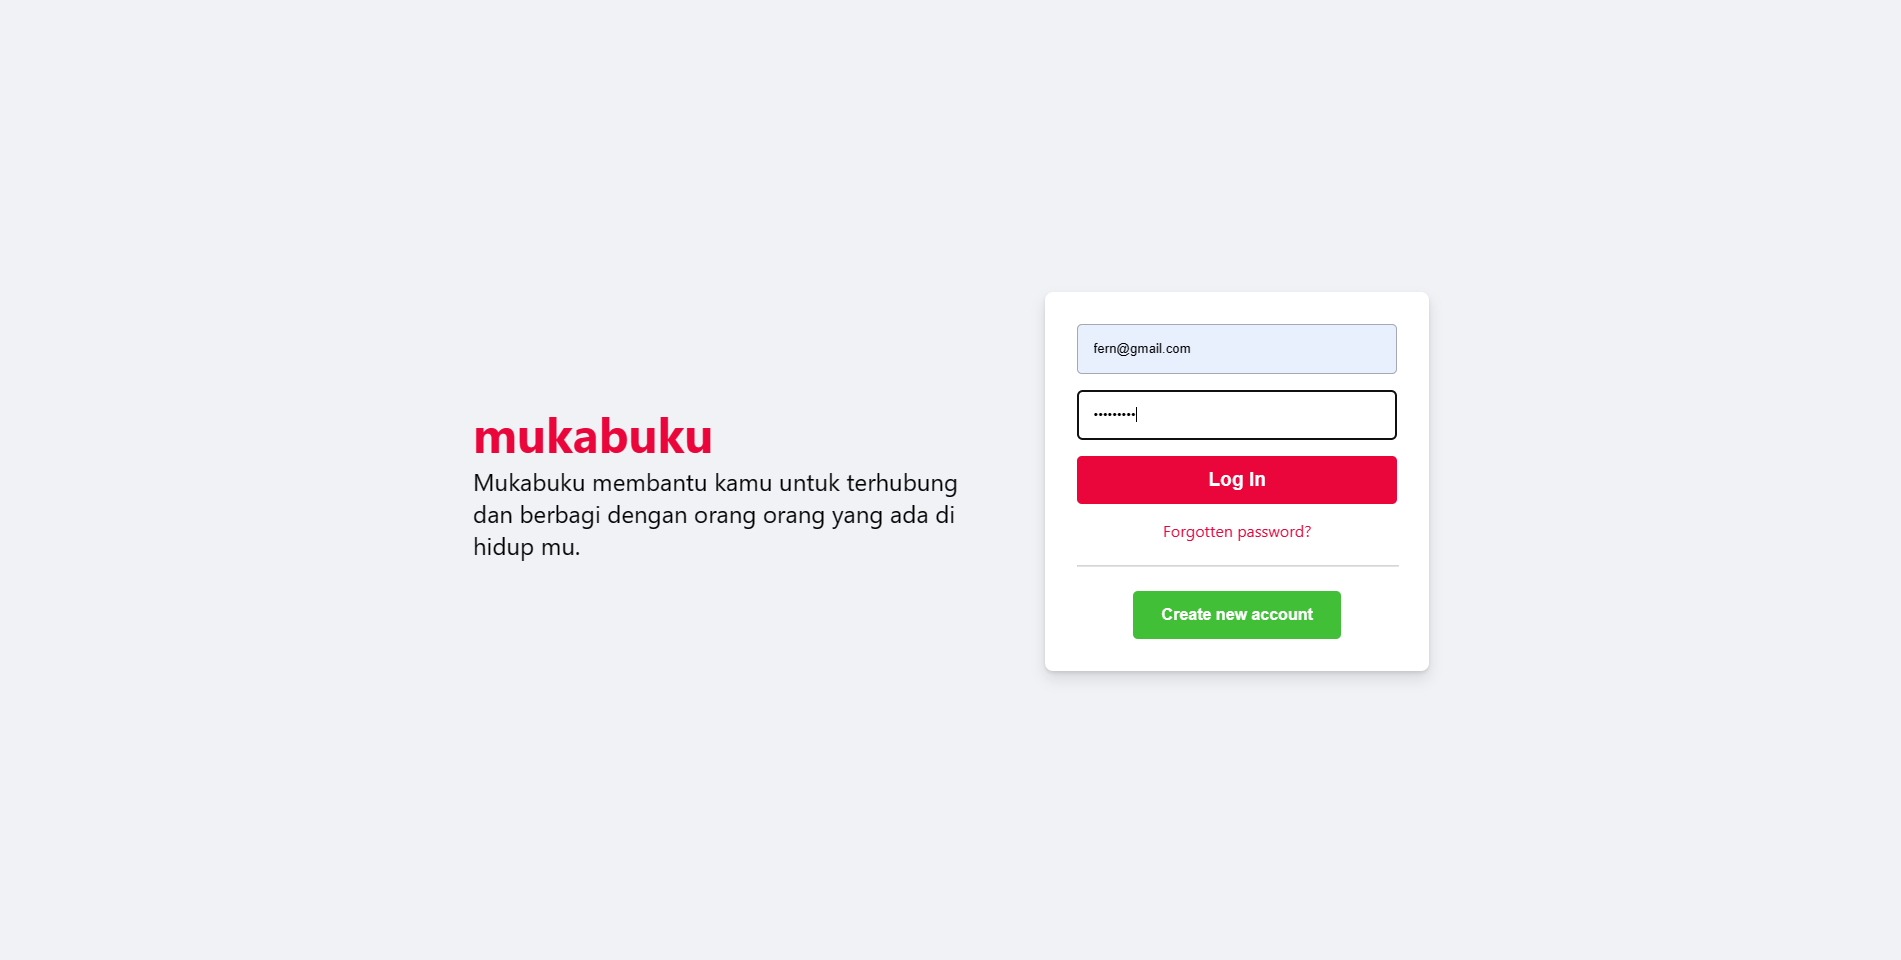 mukabuku
Mukabuku membantu kamu untuk terhubung
dan berbagi dengan orang orang yang ada di
hidup mu.
fern@gmail.com
•••••••••
Log In
Forgotten password?
Create new account